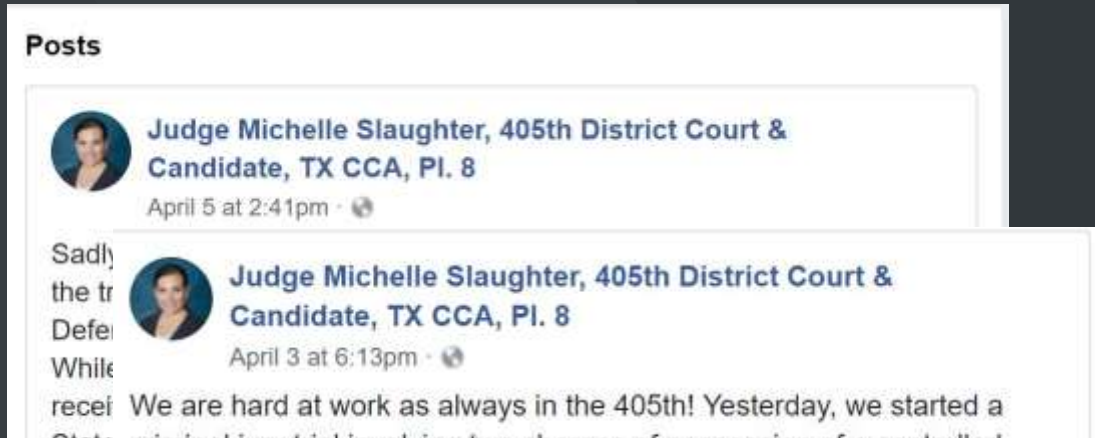 Posts
Judge Michelle Slaughter, 405th District Court &
Candidate, TX CCA, Pl. 8
April 5 at 2:41pm ·
Sadly
the tr
Defe
While
recei
Judge Michelle Slaughter, 405th District Court &
Candidate, TX CCA, Pl. 8
April 3 at 6:13pm ·
We are hard at work as always in the 405th! Yesterday, we started a